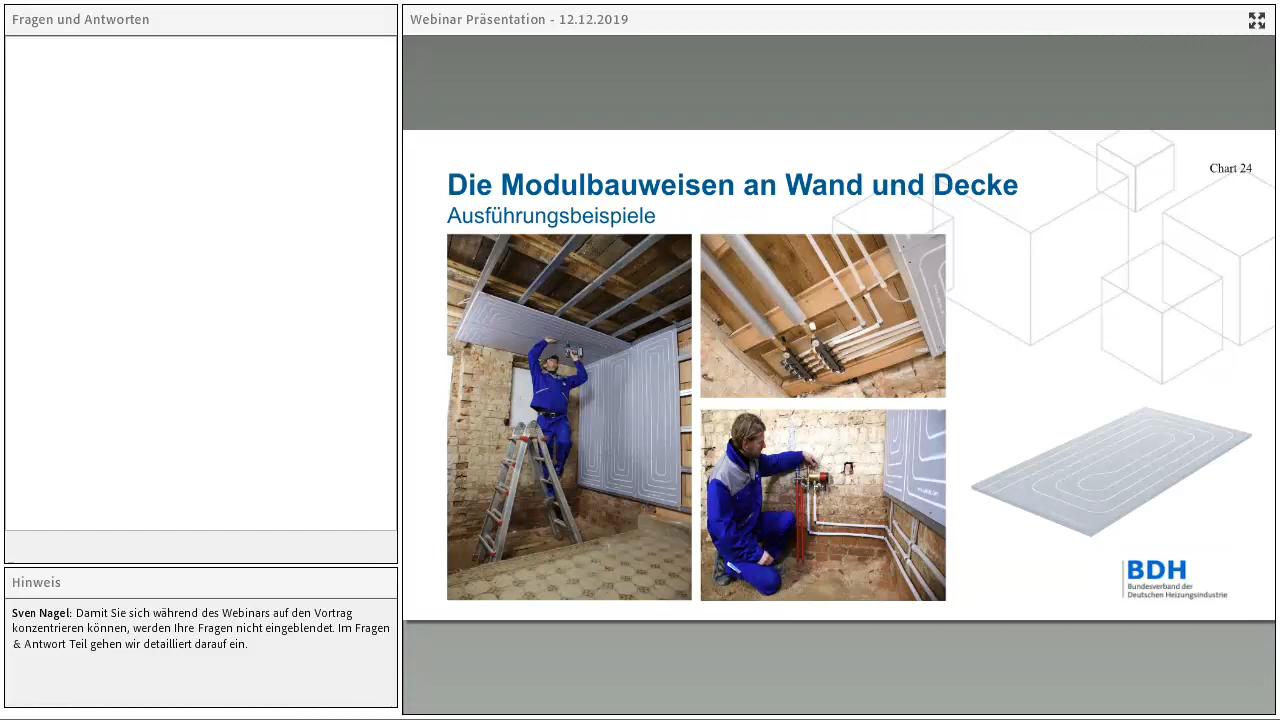 Fragen und Antworten
Hinweis
Sven Nagel: Damit Sie sich während des Webinars auf den Vortrag
konzentrieren können, werden Ihre Fragen nicht eingeblendet. Im Fragen
& Antwort Teil gehen wir detailliert darauf ein.
Webinar Präsentation - 12.12.2019
Chart 24
Die Modulbauweisen an Wand und Decke
Ausführungsbeispiele
BDH
Bundesverband der
Deutschen Heizungsindustrie